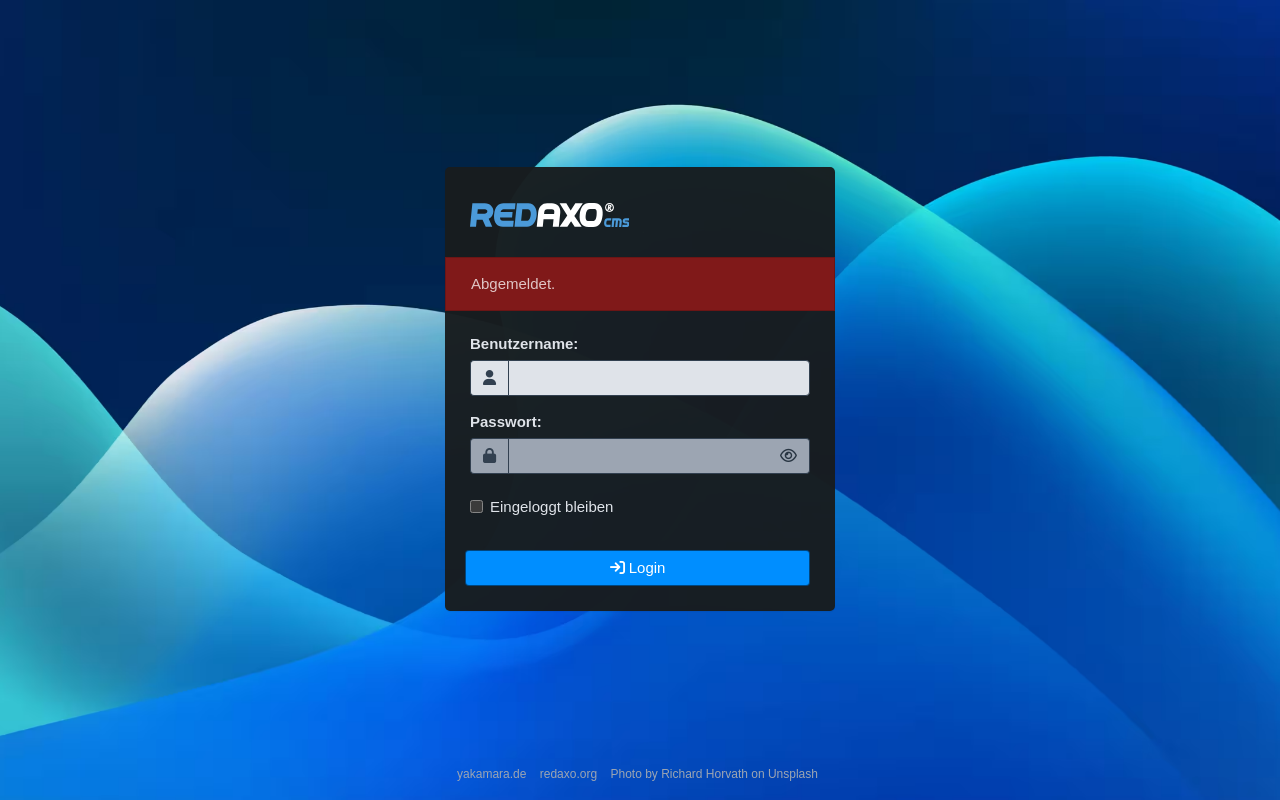 REDAXO® cms
Abgemeldet.
Benutzername:
Passwort:
Eingeloggt bleiben
Login
yakamara.de redaxo.org Photo by Richard Horvath on Unsplash